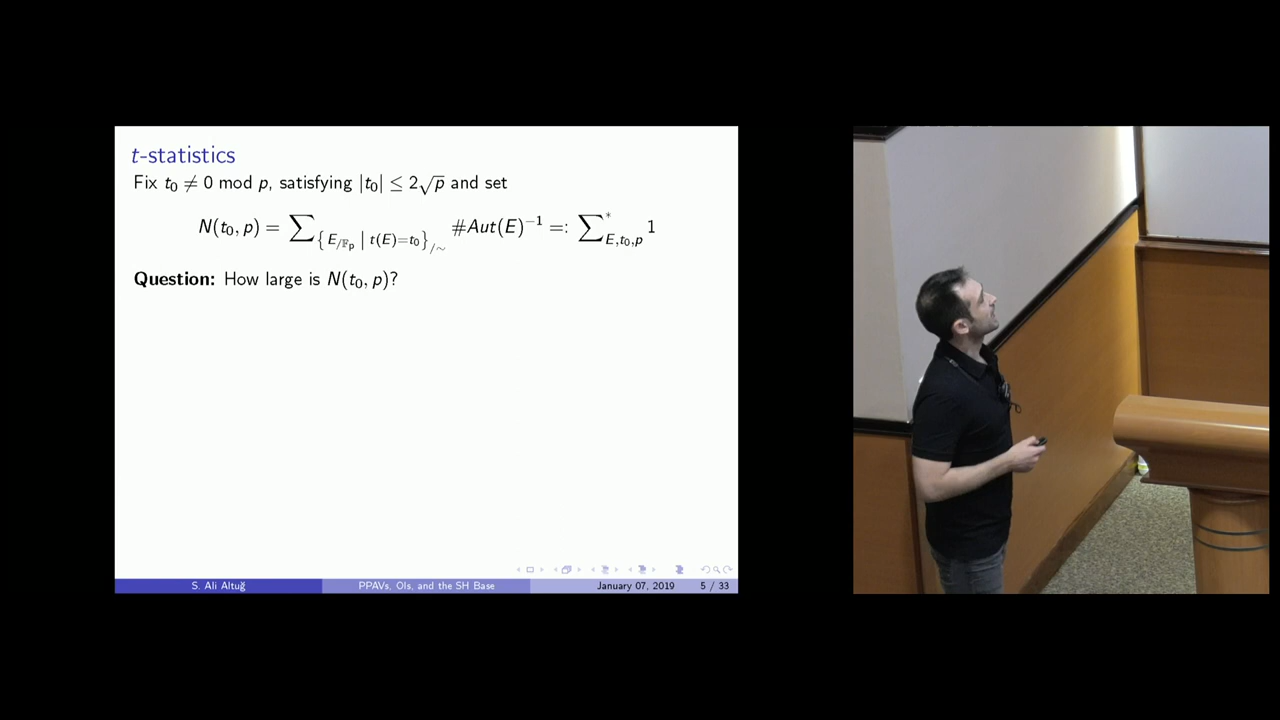 t-statistics
Fix t₀ ≠ 0 mod p, satisfying |t₀| ≤ 2√p and set
N(t₀, p) = ∑_{ {E_{/𝔽ₚ} | t(E)=t₀}_{/∼} } #Aut(E)⁻¹ =: ∑*_{E,t₀,p} 1
Question: How large is N(t₀, p)?
S. Ali Altuğ PPAVs, OIs, and the SH Base January 07, 2019 5 / 33